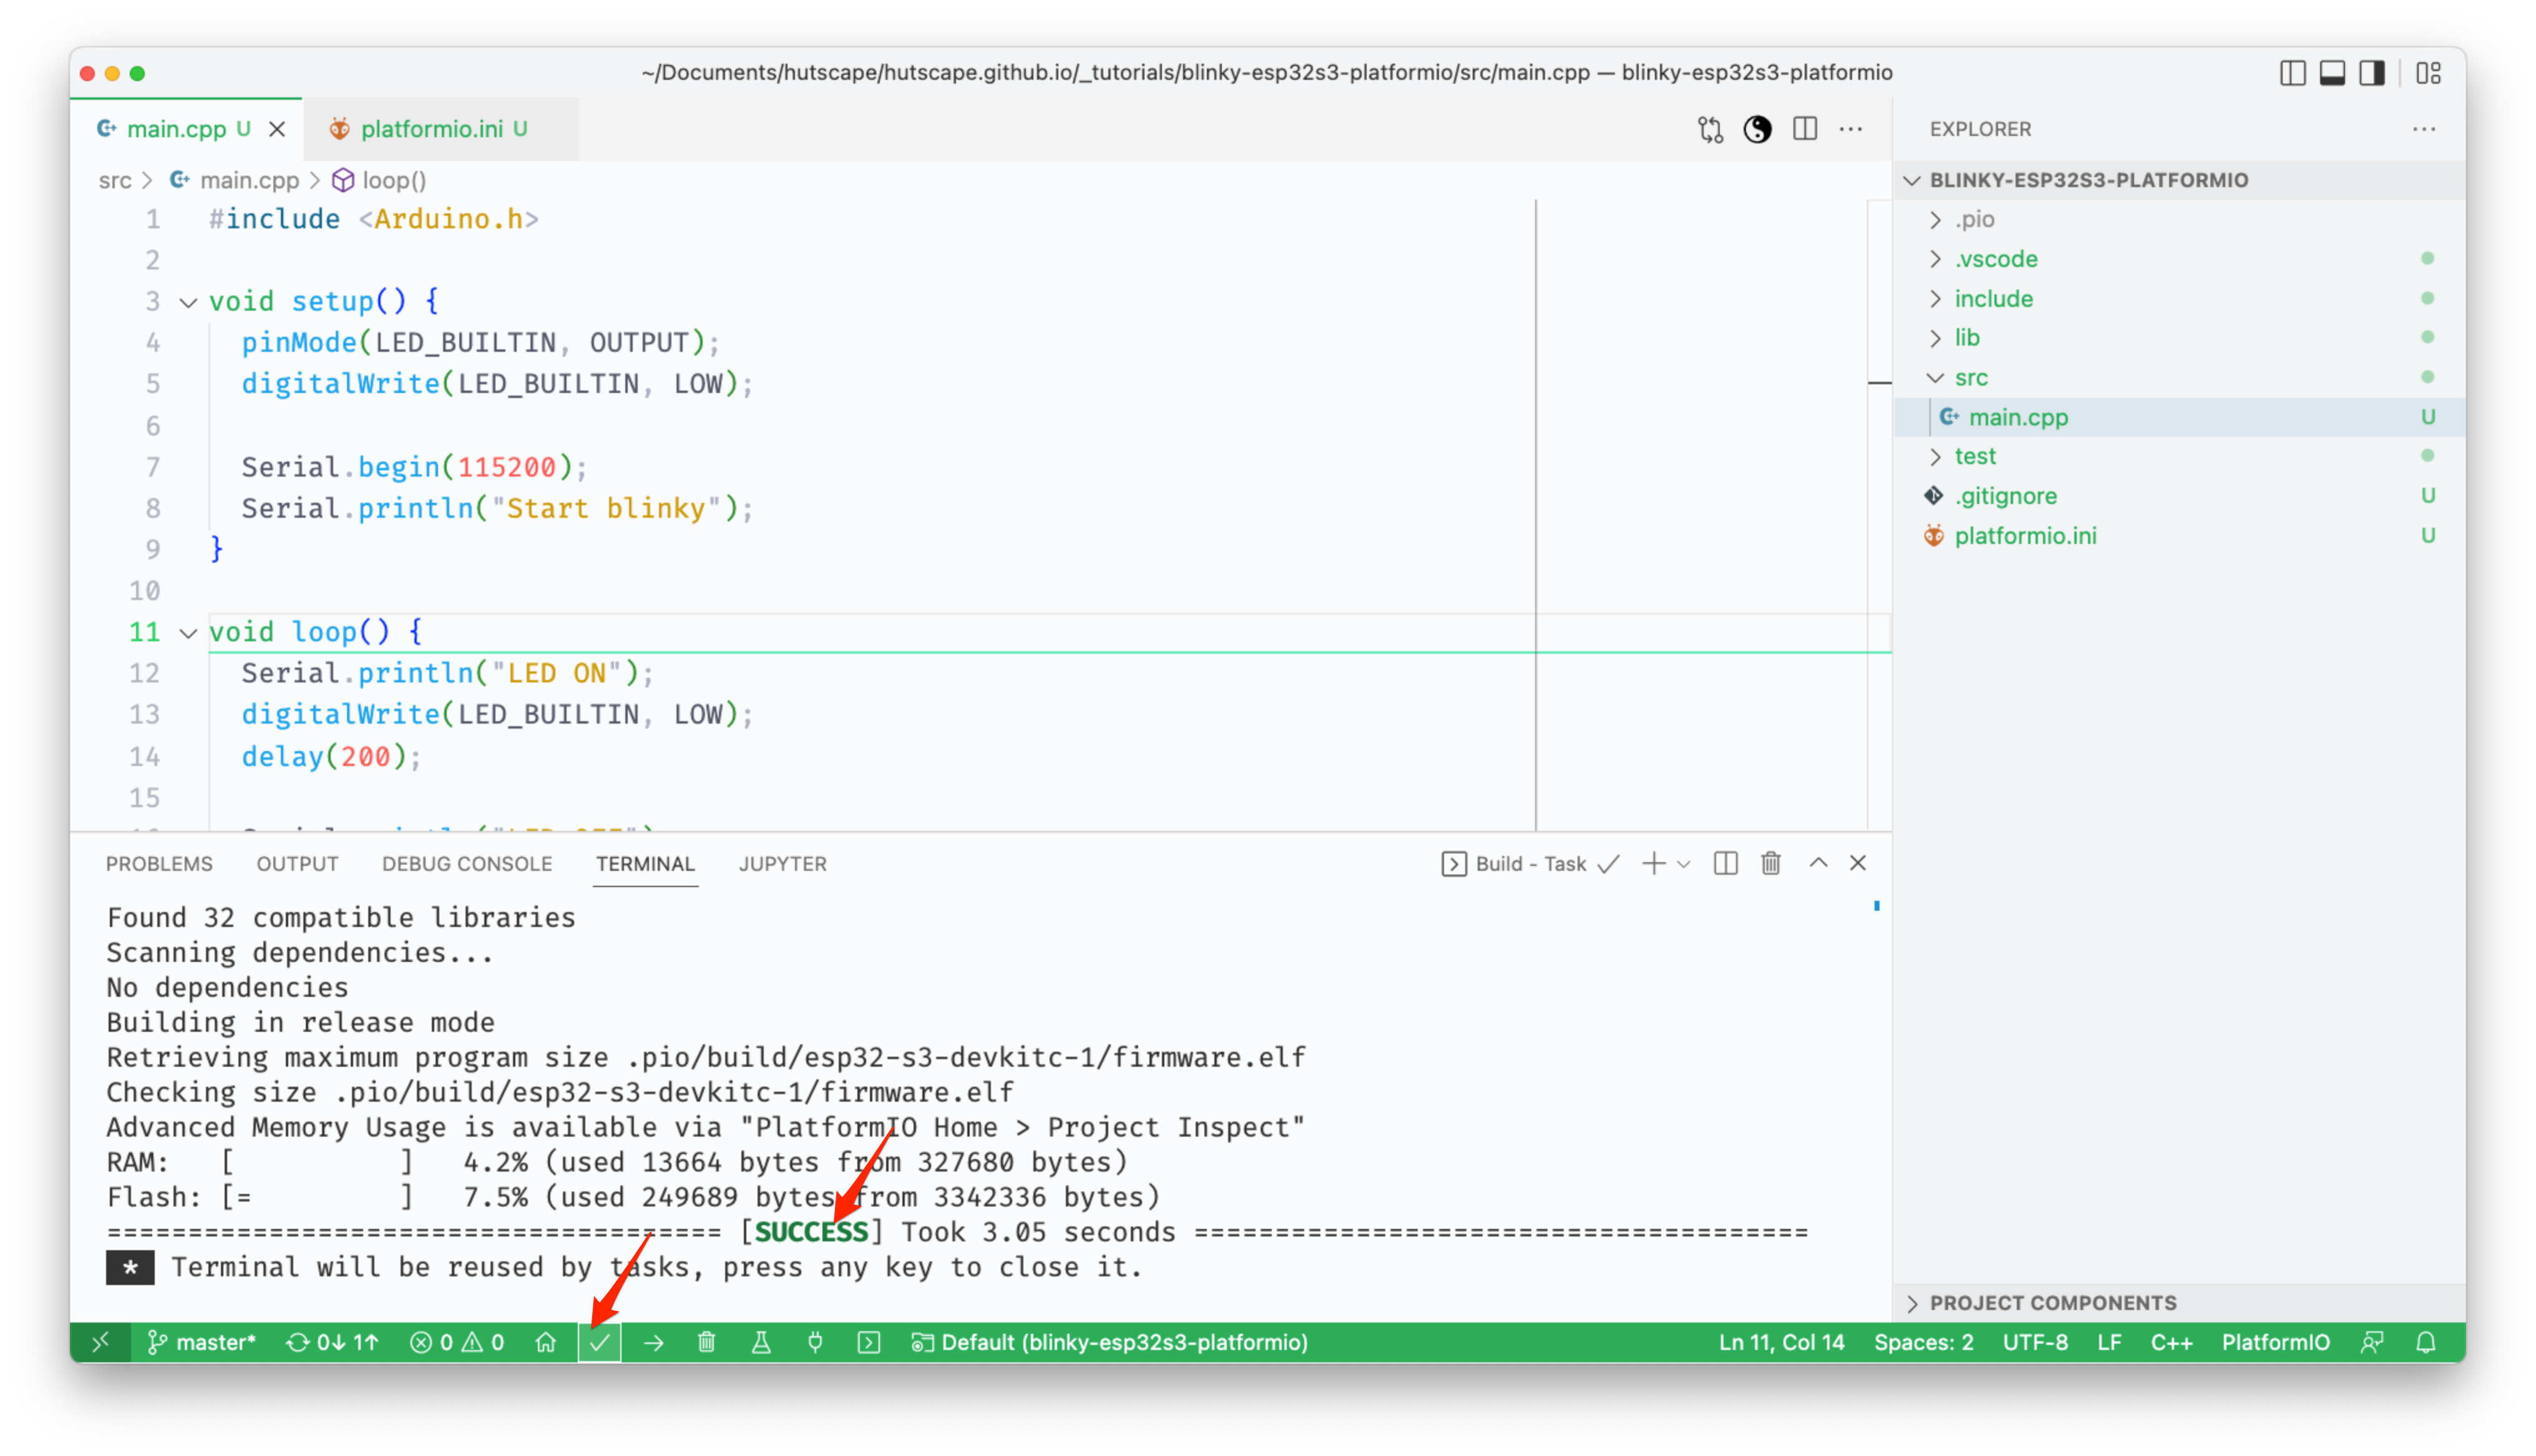 ~/Documents/hutscape/hutscape.github.io/_tutorials/blinky-esp32s3-platformio/src/main.cpp — blinky-esp32s3-platformio
main.cpp U
platformio.ini U
src > main.cpp > loop()
1 #include <Arduino.h>
2
3 void setup() {
4 pinMode(LED_BUILTIN, OUTPUT);
5 digitalWrite(LED_BUILTIN, LOW);
6
7 Serial.begin(115200);
8 Serial.println("Start blinky");
9 }
10
11 void loop() {
12 Serial.println("LED ON");
13 digitalWrite(LED_BUILTIN, LOW);
14 delay(200);
15
PROBLEMS OUTPUT DEBUG CONSOLE TERMINAL JUPYTER
Build - Task
Found 32 compatible libraries
Scanning dependencies...
No dependencies
Building in release mode
Retrieving maximum program size .pio/build/esp32-s3-devkitc-1/firmware.elf
Checking size .pio/build/esp32-s3-devkitc-1/firmware.elf
Advanced Memory Usage is available via "PlatformIO Home > Project Inspect"
RAM:   [          ]   4.2% (used 13664 bytes from 327680 bytes)
Flash: [=         ]   7.5% (used 249689 bytes from 3342336 bytes)
====================================== [SUCCESS] Took 3.05 seconds ======================================
* Terminal will be reused by tasks, press any key to close it.
EXPLORER
BLINKY-ESP32S3-PLATFORMIO
.pio
.vscode
include
lib
src
main.cpp U
test
.gitignore U
platformio.ini U
PROJECT COMPONENTS
master* 0↓ 1↑ 0 0 Default (blinky-esp32s3-platformio)
Ln 11, Col 14 Spaces: 2 UTF-8 LF C++ PlatformIO